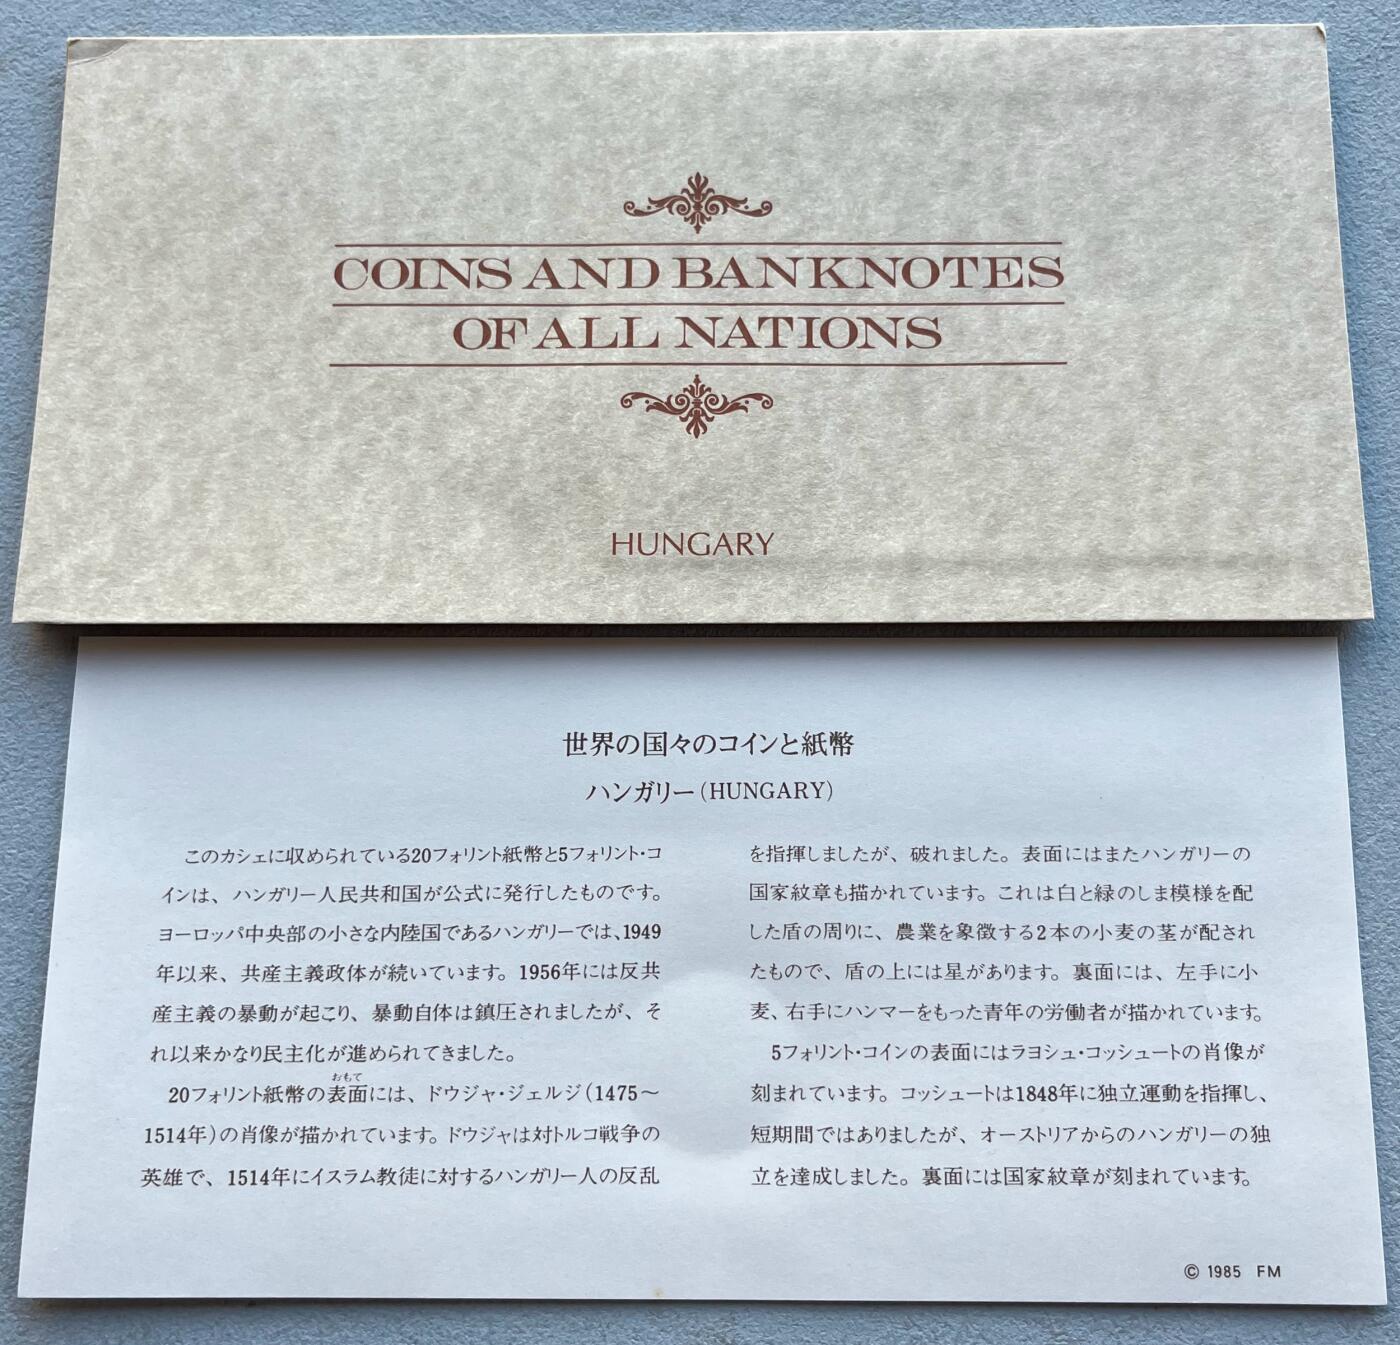 COINS AND BANKNOTES
OF ALL NATIONS
HUNGARY
世界の国々のコインと紙幣
ハンガリー(HUNGARY)
このカシェに収められている20フォリント紙幣と5フォリント・コ
インは、ハンガリー人民共和国が公式に発行したものです。
ヨーロッパ中央部の小さな内陸国であるハンガリーでは、1949
年以来、共産主義政体が続いています。1956年には反共
産主義の暴動が起こり、暴動自体は鎮圧されましたが、そ
れ以来かなり民主化が進められてきました。
おもて
20フォリント紙幣の表面には、ドウジャ・ジェルジ(1475〜
1514年)の肖像が描かれています。ドウジャは対トルコ戦争の
英雄で、1514年にイスラム教徒に対するハンガリー人の反乱
を指揮しましたが、破れました。表面にはまたハンガリーの
国家紋章も描かれています。これは白と緑のしま模様を配
した盾の周りに、農業を象徴する2本の小麦の茎が配され
たもので、盾の上には星があります。裏面には、左手に小
麦、右手にハンマーをもった青年の労働者が描かれています。
5フォリント・コインの表面にはラヨシュ・コッシュートの肖像が
刻まれています。コッシュートは1848年に独立運動を指揮し、
短期間ではありましたが、オーストリアからのハンガリーの独
立を達成しました。裏面には国家紋章が刻まれています。
© 1985 FM